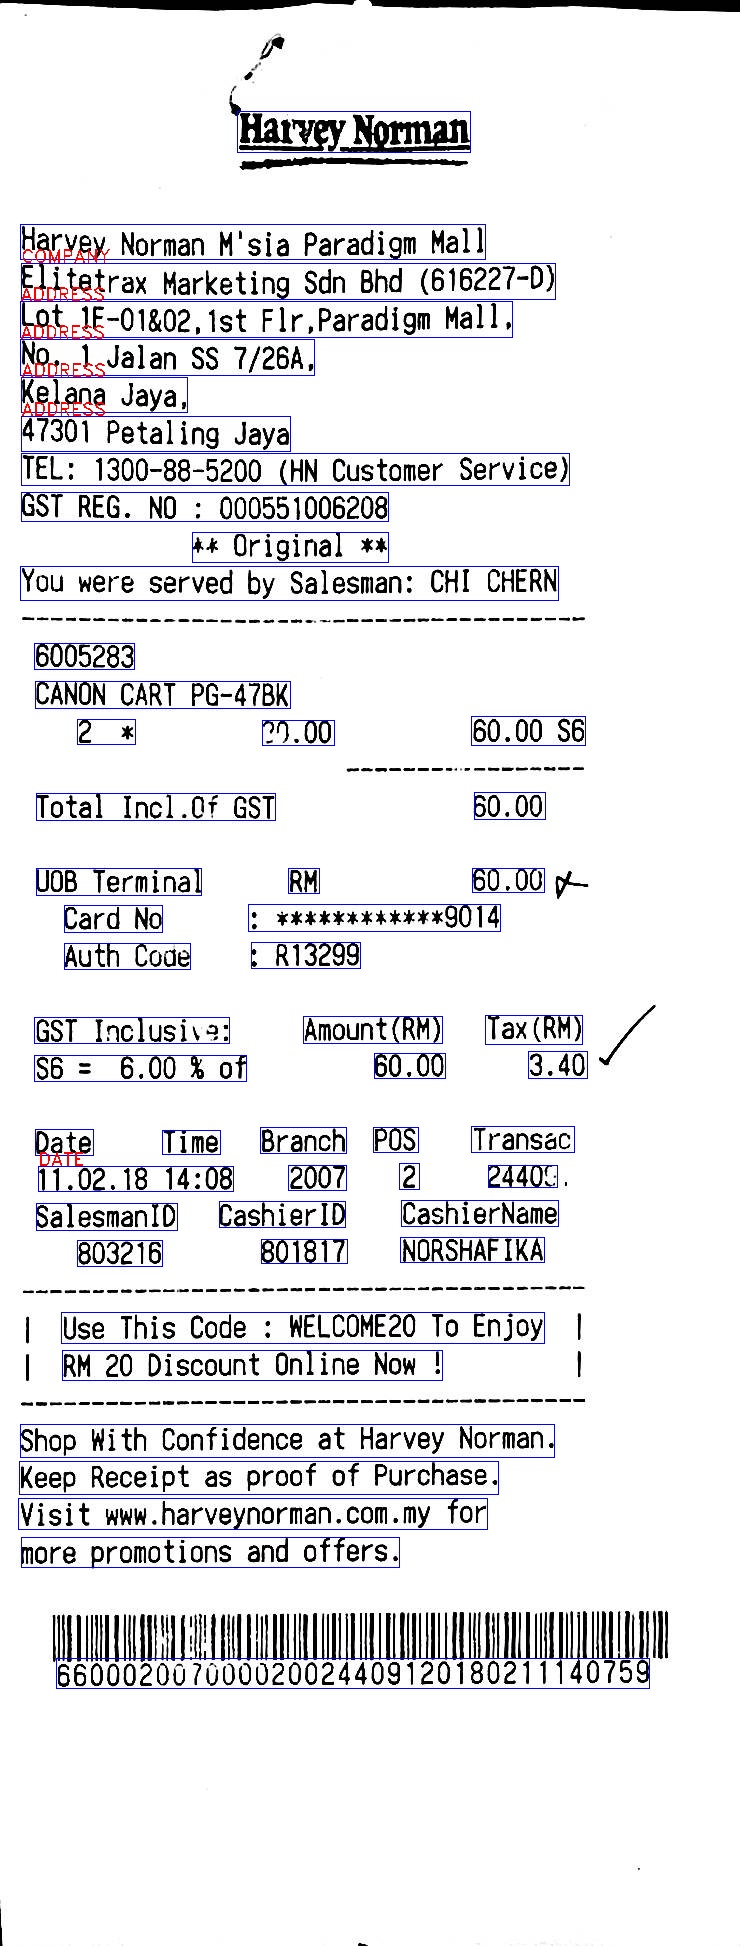 Harvey Norman
Harvey Norman M'sia Paradigm Mall
COMPANY
Elitetrax Marketing Sdn Bhd (616227-D)
ADDRESS
Lot 1F-01&02,1st Flr,Paradigm Mall,
ADDRESS
No. 1 Jalan SS 7/26A,
ADDRESS
Kelana Jaya,
ADDRESS
47301 Petaling Jaya
TEL: 1300-88-5200 (HN Customer Service)
GST REG. NO : 000551006208
** Original **
You were served by Salesman: CHI CHERN
6005283
CANON CART PG-47BK
2 * 60.00 S6
Total Incl.Of GST 60.00
UOB Terminal RM 60.00
Card No : ************9014
Auth Code : R13299
GST Inclusive: Amount(RM) Tax(RM)
S6 = 6.00 % of 60.00 3.40
Date Time Branch POS Transac
DATE
11.02.18 14:08 2007 2
SalesmanID CashierID CashierName
803216 801817 NORSHAFIKA
| Use This Code : WELCOME20 To Enjoy |
| RM 20 Discount Online Now ! |
Shop With Confidence at Harvey Norman.
Keep Receipt as proof of Purchase.
Visit www.harveynorman.com.my for
more promotions and offers.
660002007000020024409120180211140759